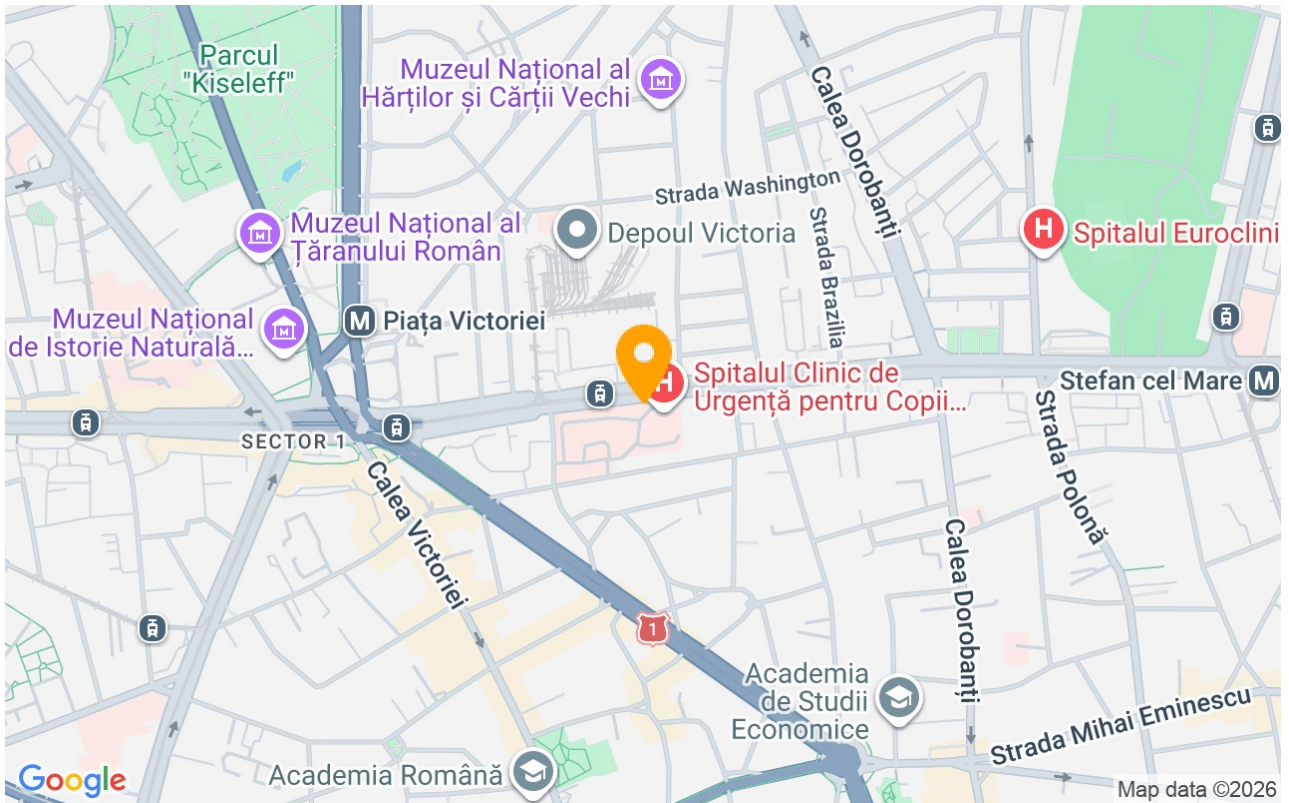 Parcul
"Kiseleff"
Muzeul Național al
Hărților și Cărții Vechi
M
Calea Dorobanți
Strada Washington
Muzeul Național al
Țăranului Român
M
Depoul Victoria
Strada Brazilia
H
Spitalul Euroclini
Muzeul Național
de Istorie Naturală...
M
M
Piața Victoriei
H
Spitalul Clinic de
Urgență pentru Copii...
Stefan cel Mare
M
SECTOR 1
Calea Victoriei
Strada Polonă
Calea Dorobanți
1
Academia
de Studii
Economice
Strada Mihai Eminescu
Academia Română
Google
Map data ©2026